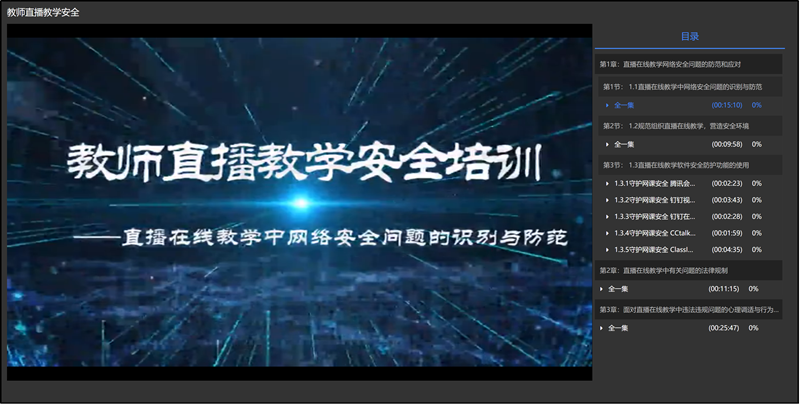 教师直播教学安全
教师直播教学安全培训
——直播在线教学中网络安全问题的识别与防范
目录
第1章：直播在线教学网络安全问题的防范和应对
第1节： 1.1直播在线教学中网络安全问题的识别与防范
全一集 (00:15:10) 0%
第2节： 1.2规范组织直播在线教学，营造安全环境
全一集 (00:09:58) 0%
第3节： 1.3直播在线教学软件安全防护功能的使用
1.3.1守护网课安全 腾讯会... (00:02:23) 0%
1.3.2守护网课安全 钉钉视... (00:03:43) 0%
1.3.3守护网课安全 钉钉在... (00:02:28) 0%
1.3.4守护网课安全 CCtalk... (00:01:59) 0%
1.3.5守护网课安全 ClassI... (00:04:35) 0%
第2章：直播在线教学中有关问题的法律规制
全一集 (00:11:15) 0%
第3章：面对直播在线教学中违法违规问题的心理调适与行为...
全一集 (00:25:47) 0%